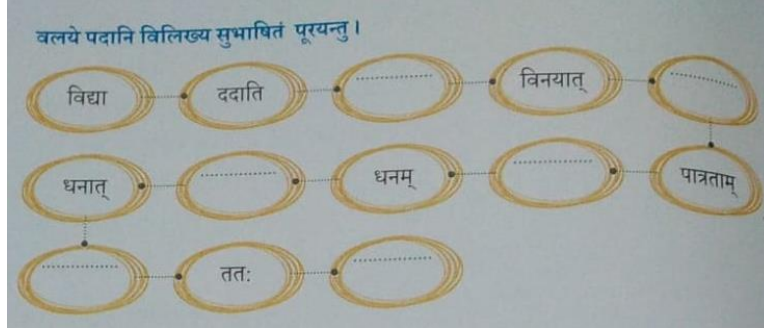 वलये पदानि विलिख्य सुभाषितं पूरयन्तु ।
विद्या ददाति .................. विनयात् ..................
धनात् .................. धनम् .................. पात्रताम्
.................. ततः ..................